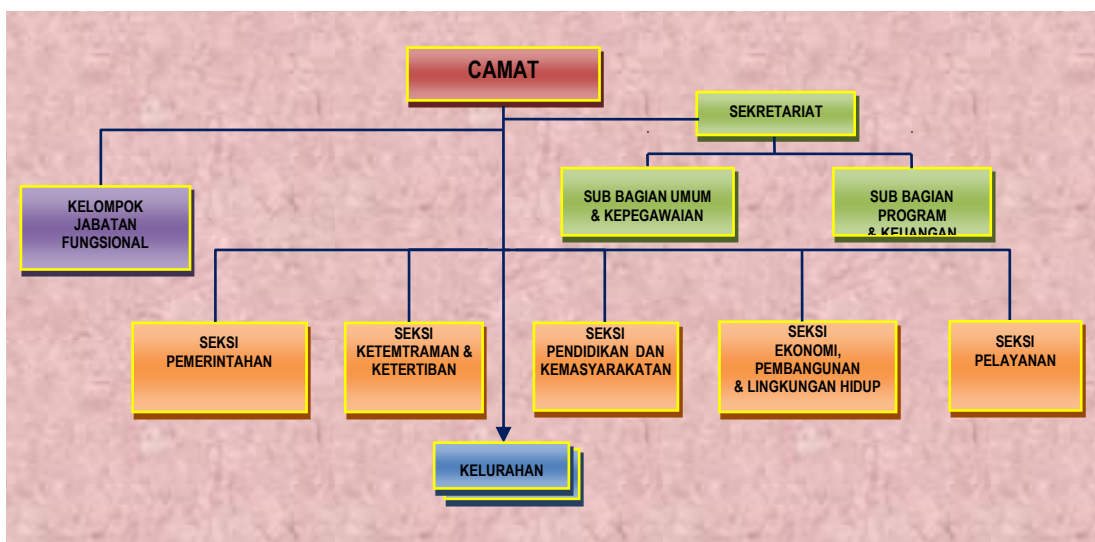 CAMAT
SEKRETARIAT
KELOMPOK
JABATAN
FUNGSIONAL
SUB BAGIAN UMUM
& KEPEGAWAIAN
SUB BAGIAN
PROGRAM
& KEUANGAN
SEKSI
PEMERINTAHAN
SEKSI
KETEMTRAMAN &
KETERTIBAN
SEKSI
PENDIDIKAN DAN
KEMASYARAKATAN
SEKSI
EKONOMI,
PEMBANGUNAN
& LINGKUNGAN HIDUP
SEKSI
PELAYANAN
KELURAHAN